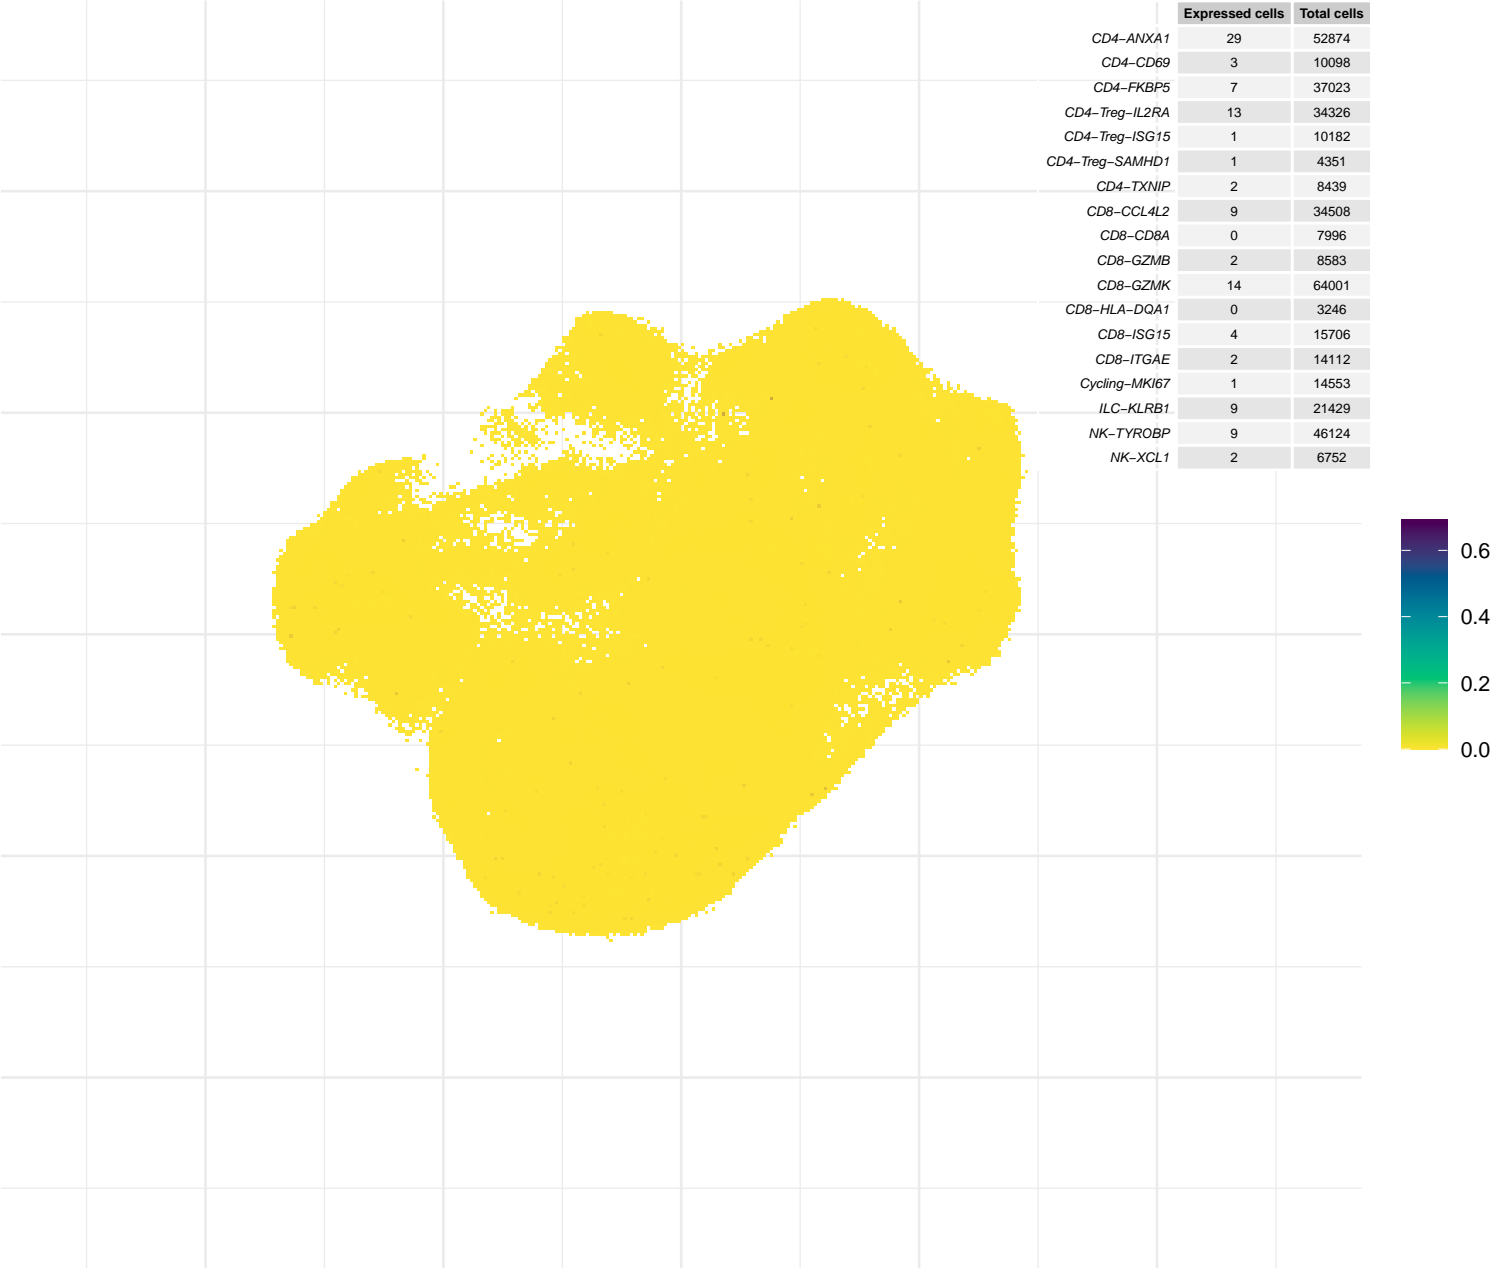 Expressed cells Total cells
CD4−ANXA1 29 52874
CD4−CD69 3 10098
CD4−FKBP5 7 37023
CD4−Treg−IL2RA 13 34326
CD4−Treg−ISG15 1 10182
CD4−Treg−SAMHD1 1 4351
CD4−TXNIP 2 8439
CD8−CCL4L2 9 34508
CD8−CD8A 0 7996
CD8−GZMB 2 8583
CD8−GZMK 14 64001
CD8−HLA−DQA1 0 3246
CD8−ISG15 4 15706
CD8−ITGAE 2 14112
Cycling−MKI67 1 14553
ILC−KLRB1 9 21429
NK−TYROBP 9 46124
NK−XCL1 2 6752
0.6
0.4
0.2
0.0